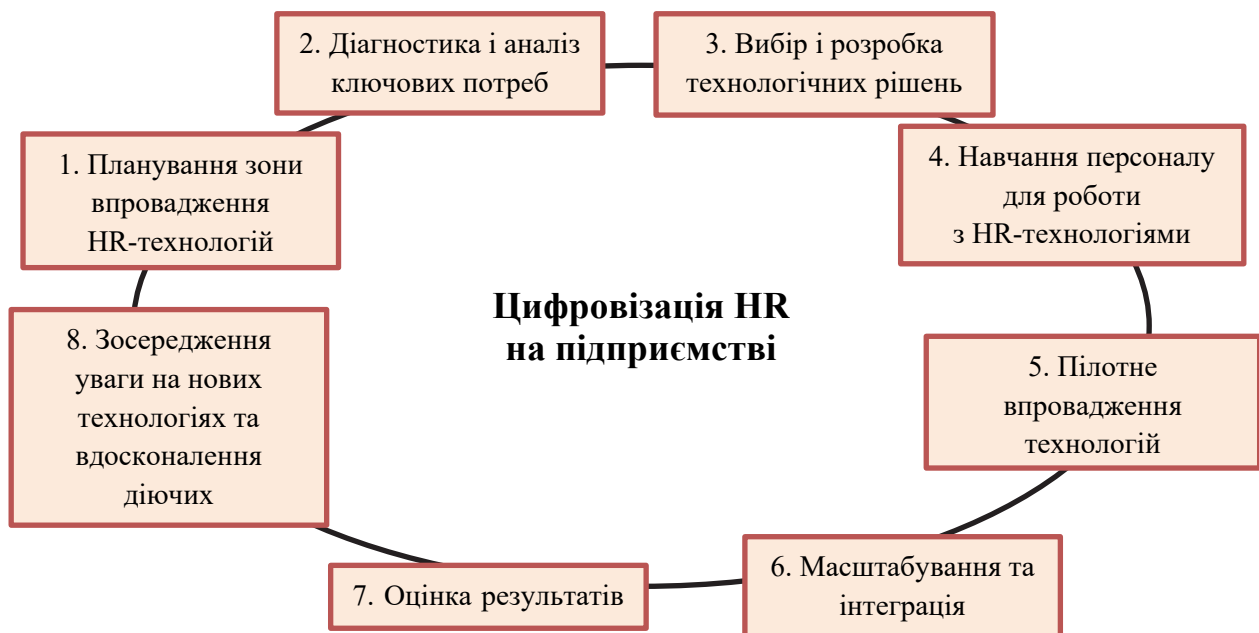 1. Планування зони
впровадження
HR-технологій
2. Діагностика і аналіз
ключових потреб
3. Вибір і розробка
технологічних рішень
4. Навчання персоналу
для роботи
з HR-технологіями
5. Пілотне
впровадження
технологій
6. Масштабування та
інтеграція
7. Оцінка результатів
8. Зосередження
уваги на нових
технологіях та
вдосконалення
діючих
Цифровізація HR
на підприємстві